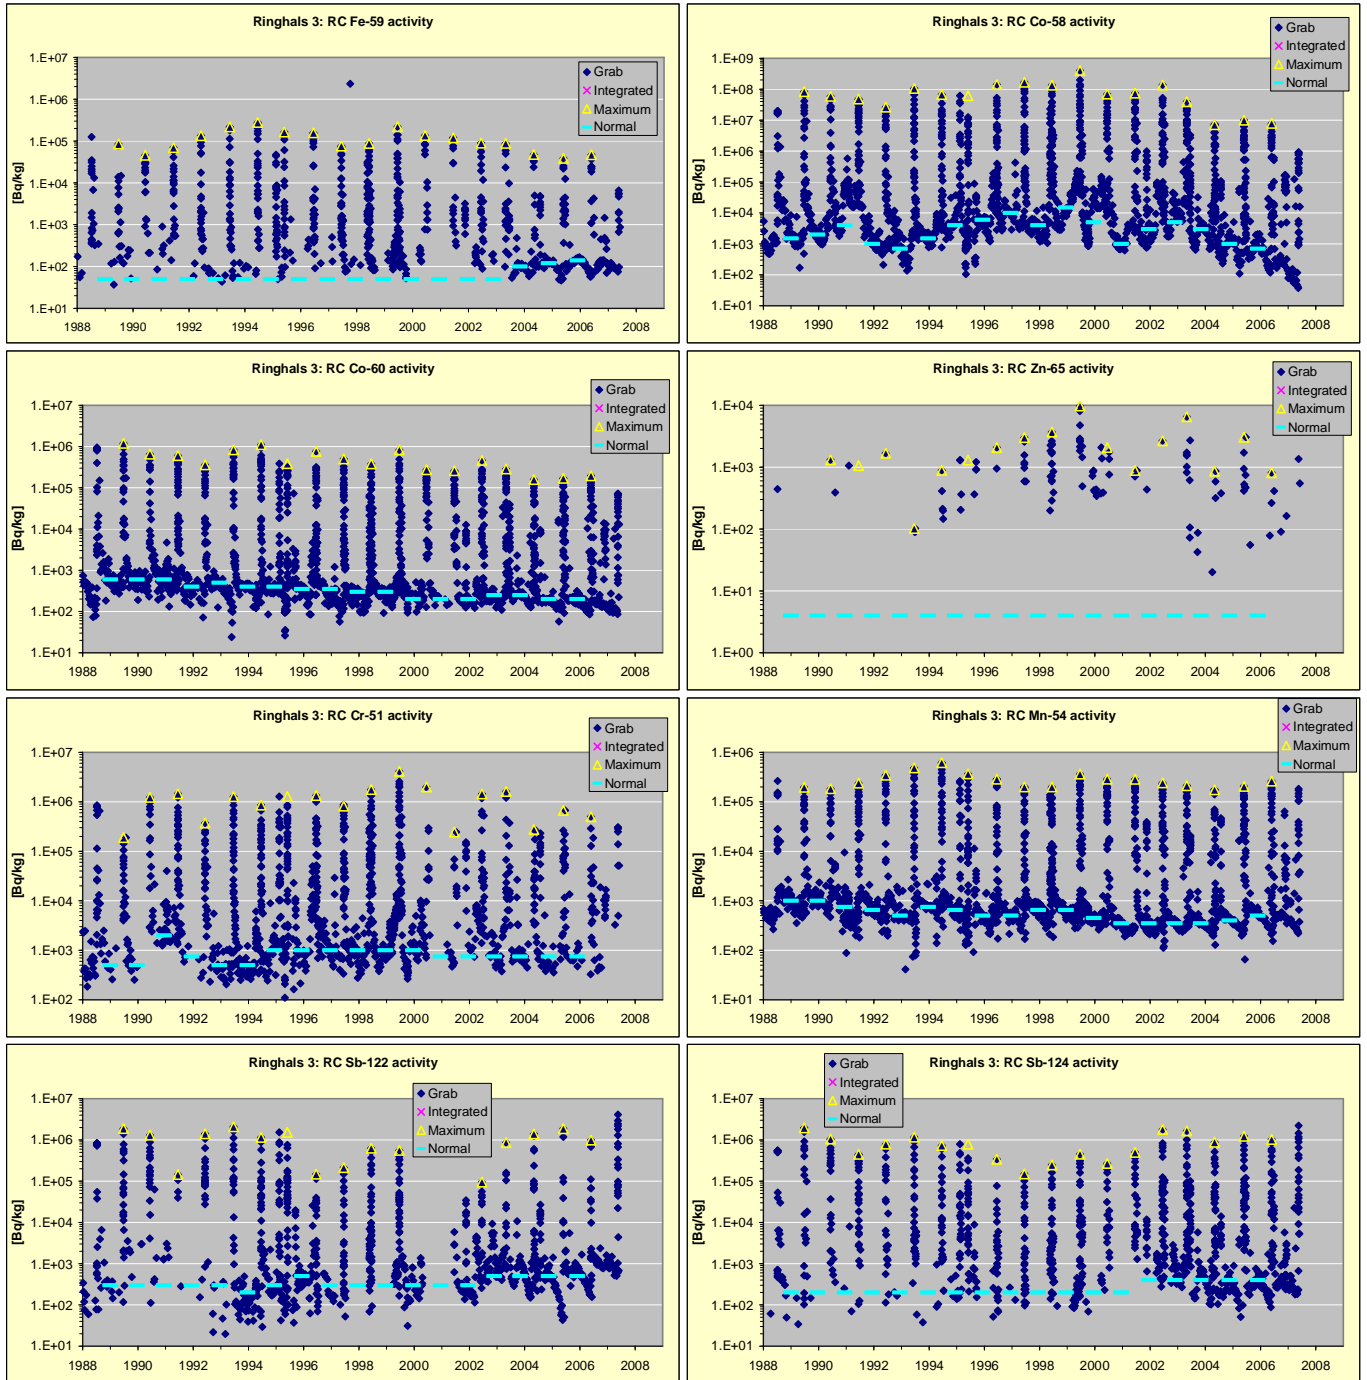 Ringhals 3: RC Fe-59 activity
Grab
Integrated
Maximum
Normal
[Bq/kg]
1.E+07
1.E+06
1.E+05
1.E+04
1.E+03
1.E+02
1.E+01
1988 1990 1992 1994 1996 1998 2000 2002 2004 2006 2008
Ringhals 3: RC Co-58 activity
Grab
Integrated
Maximum
Normal
[Bq/kg]
1.E+09
1.E+08
1.E+07
1.E+06
1.E+05
1.E+04
1.E+03
1.E+02
1.E+01
1988 1990 1992 1994 1996 1998 2000 2002 2004 2006 2008
Ringhals 3: RC Co-60 activity
Grab
Integrated
Maximum
Normal
[Bq/kg]
1.E+07
1.E+06
1.E+05
1.E+04
1.E+03
1.E+02
1.E+01
1988 1990 1992 1994 1996 1998 2000 2002 2004 2006 2008
Ringhals 3: RC Zn-65 activity
Grab
Integrated
Maximum
Normal
[Bq/kg]
1.E+04
1.E+03
1.E+02
1.E+01
1.E+00
1988 1990 1992 1994 1996 1998 2000 2002 2004 2006 2008
Ringhals 3: RC Cr-51 activity
Grab
Integrated
Maximum
Normal
[Bq/kg]
1.E+07
1.E+06
1.E+05
1.E+04
1.E+03
1.E+02
1988 1990 1992 1994 1996 1998 2000 2002 2004 2006 2008
Ringhals 3: RC Mn-54 activity
Grab
Integrated
Maximum
Normal
[Bq/kg]
1.E+06
1.E+05
1.E+04
1.E+03
1.E+02
1.E+01
1988 1990 1992 1994 1996 1998 2000 2002 2004 2006 2008
Ringhals 3: RC Sb-122 activity
Grab
Integrated
Maximum
Normal
[Bq/kg]
1.E+07
1.E+06
1.E+05
1.E+04
1.E+03
1.E+02
1.E+01
1988 1990 1992 1994 1996 1998 2000 2002 2004 2006 2008
Ringhals 3: RC Sb-124 activity
Grab
Integrated
Maximum
Normal
[Bq/kg]
1.E+07
1.E+06
1.E+05
1.E+04
1.E+03
1.E+02
1.E+01
1988 1990 1992 1994 1996 1998 2000 2002 2004 2006 2008